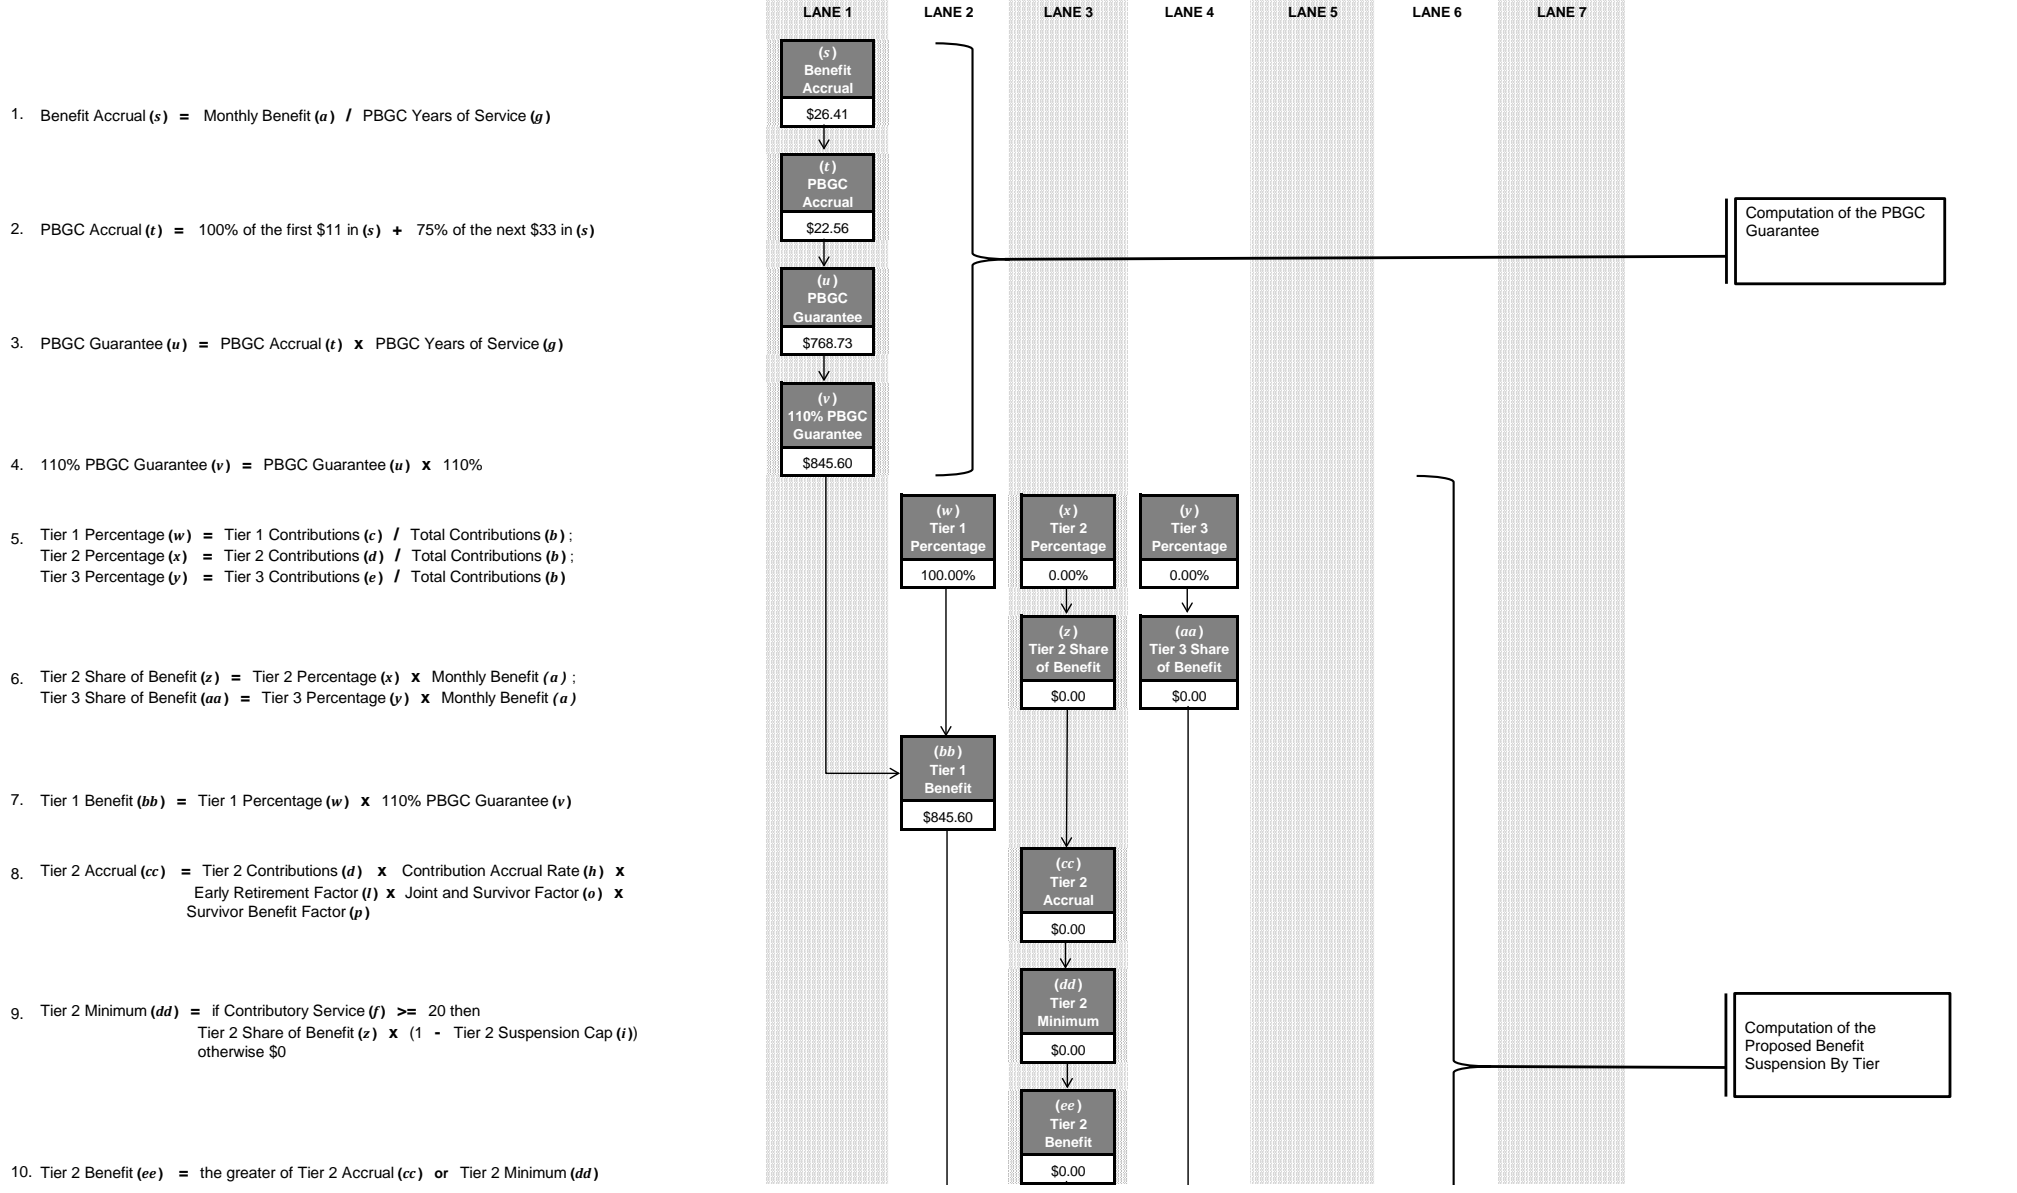 LANE 1 LANE 2 LANE 3 LANE 4 LANE 5 LANE 6 LANE 7
(s)
Benefit
Accrual
1. Benefit Accrual (s) = Monthly Benefit (a) / PBGC Years of Service (g)
$26.41
(t)
PBGC
Accrual
2. PBGC Accrual (t) = 100% of the first $11 in (s) + 75% of the next $33 in (s)
$22.56
Computation of the PBGC
Guarantee
(u)
PBGC
Guarantee
3. PBGC Guarantee (u) = PBGC Accrual (t) x PBGC Years of Service (g)
$768.73
(v)
110% PBGC
Guarantee
4. 110% PBGC Guarantee (v) = PBGC Guarantee (u) x 110%
$845.60
5. Tier 1 Percentage (w) = Tier 1 Contributions (c) / Total Contributions (b) ;
Tier 2 Percentage (x) = Tier 2 Contributions (d) / Total Contributions (b) ;
Tier 3 Percentage (y) = Tier 3 Contributions (e) / Total Contributions (b)
(w)
Tier 1
Percentage
100.00%
(x)
Tier 2
Percentage
0.00%
(y)
Tier 3
Percentage
0.00%
6. Tier 2 Share of Benefit (z) = Tier 2 Percentage (x) x Monthly Benefit (a) ;
Tier 3 Share of Benefit (aa) = Tier 3 Percentage (y) x Monthly Benefit (a)
(z)
Tier 2 Share
of Benefit
$0.00
(aa)
Tier 3 Share
of Benefit
$0.00
7. Tier 1 Benefit (bb) = Tier 1 Percentage (w) x 110% PBGC Guarantee (v)
(bb)
Tier 1
Benefit
$845.60
8. Tier 2 Accrual (cc) = Tier 2 Contributions (d) x Contribution Accrual Rate (h) x
Early Retirement Factor (l) x Joint and Survivor Factor (o) x
Survivor Benefit Factor (p)
(cc)
Tier 2
Accrual
$0.00
9. Tier 2 Minimum (dd) = if Contributory Service (f) >= 20 then
Tier 2 Share of Benefit (z) x (1 - Tier 2 Suspension Cap (i))
otherwise $0
(dd)
Tier 2
Minimum
$0.00
Computation of the
Proposed Benefit
Suspension By Tier
10. Tier 2 Benefit (ee) = the greater of Tier 2 Accrual (cc) or Tier 2 Minimum (dd)
(ee)
Tier 2
Benefit
$0.00